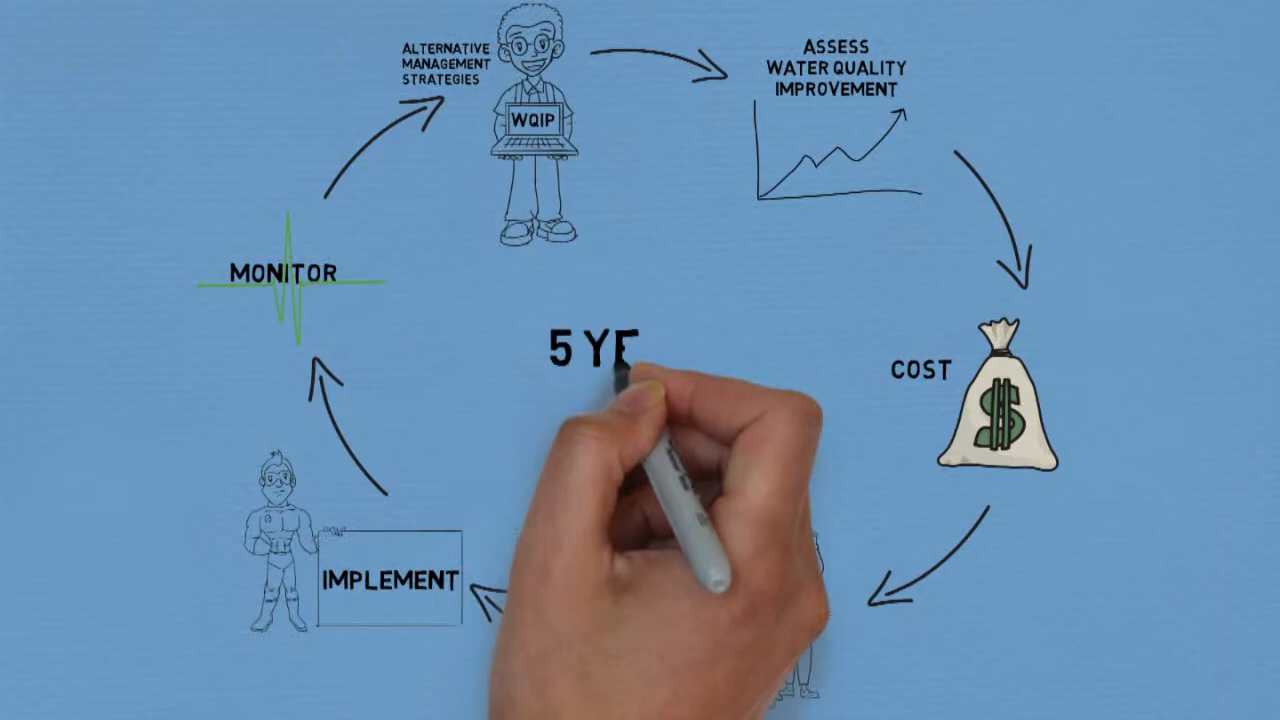 ALTERNATIVE
MANAGEMENT
STRATEGIES
WQIP
ASSESS
WATER QUALITY
IMPROVEMENT
MONITOR
5 YE
COST
$
IMPLEMENT